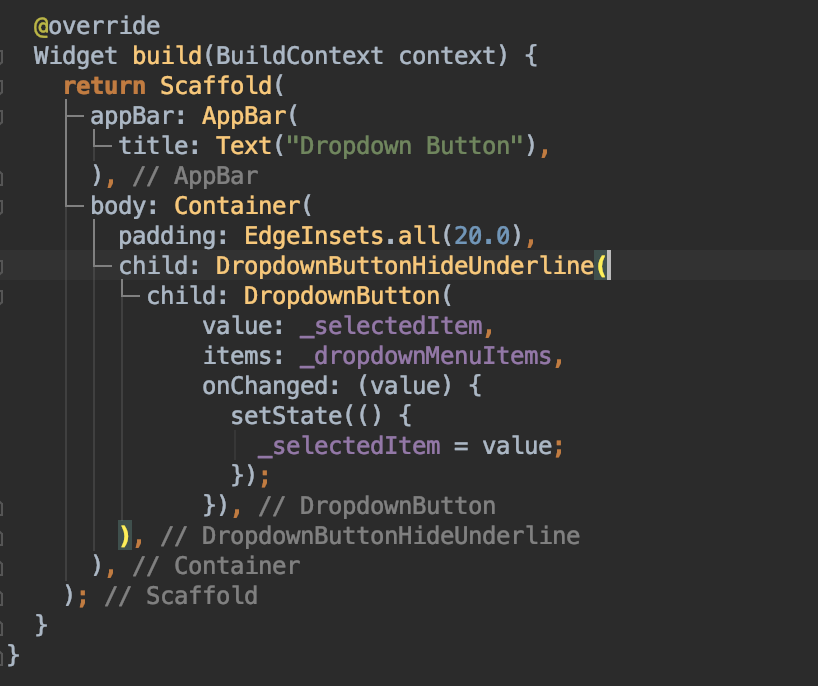 @override
Widget build(BuildContext context) {
return Scaffold(
appBar: AppBar(
title: Text("Dropdown Button"),
), // AppBar
body: Container(
padding: EdgeInsets.all(20.0),
child: DropdownButtonHideUnderline(
child: DropdownButton(
value: _selectedItem,
items: _dropdownMenuItems,
onChanged: (value) {
setState(() {
_selectedItem = value;
});
}), // DropdownButton
), // DropdownButtonHideUnderline
), // Container
); // Scaffold
}
}